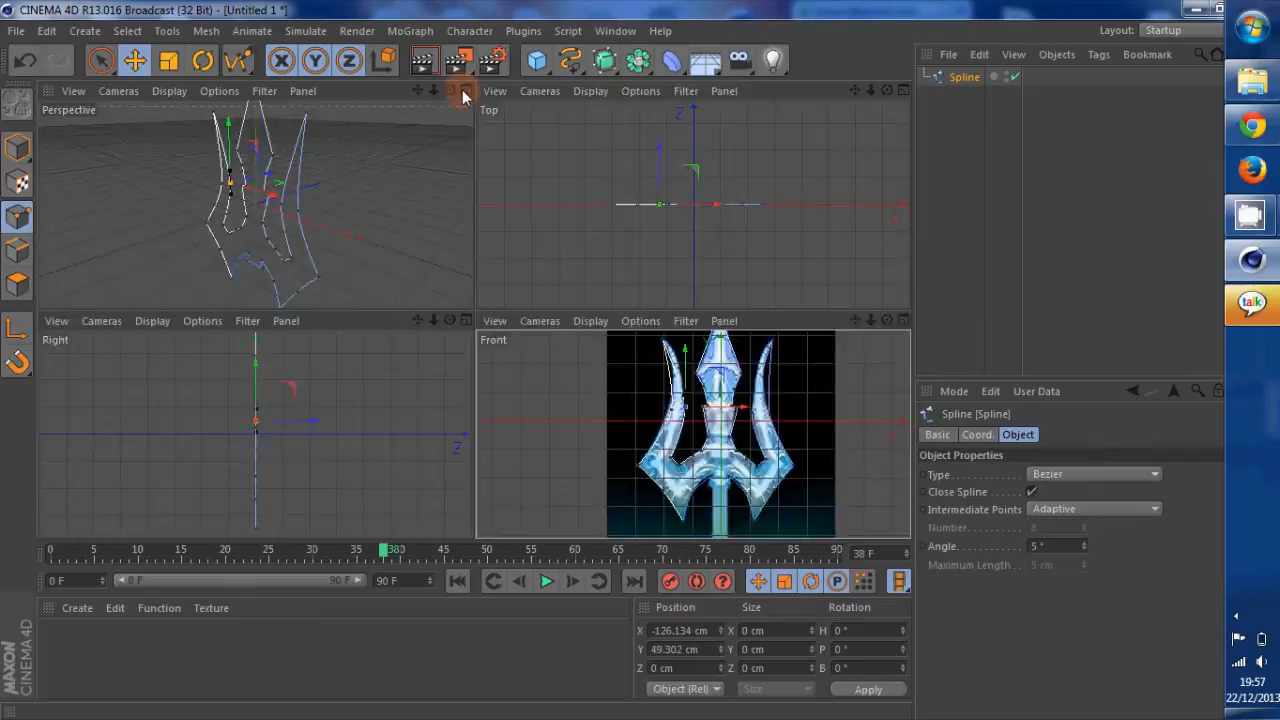 CINEMA 4D R13.016 Broadcast (32 Bit) - [Untitled 1 *]
File Edit Create Select Tools Mesh Animate Simulate Render MoGraph Character Plugins Script Window Help Layout: Startup
X Y Z
File Edit View Objects Tags Bookmark
Spline
View Cameras Display Options Filter Panel
Perspective
View Cameras Display Options Filter Panel
Top
Z
X
View Cameras Display Options Filter Panel
Right
Z
View Cameras Display Options Filter Panel
Front
Mode Edit User Data
Spline [Spline]
Basic Coord. Object
Object Properties
Type Bezier
Close Spline
Intermediate Points Adaptive
Number 8
Angle 5 °
Maximum Length 5 cm
0 5 10 15 20 25 30 35 380 45 50 55 60 65 70 75 80 85 90 38 F
0 F 0 F 90 F 90 F
P
Create Edit Function Texture
Position Size Rotation
X -126.134 cm X 0 cm H 0 °
Y 49.302 cm Y 0 cm P 0 °
Z 0 cm Z 0 cm B 0 °
Object (Rel) Size Apply
MAXON
CINEMA 4D
talk
19:57
22/12/2013